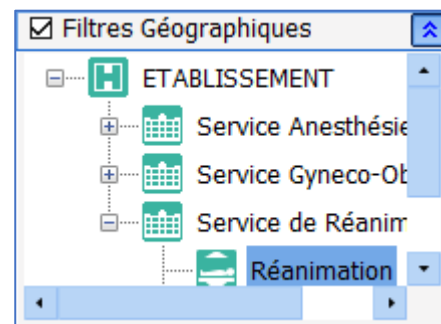 Filtres Géographiques
H ETABLISSEMENT
Service Anesthésie
Service Gyneco-Ob
Service de Réanim
Réanimation